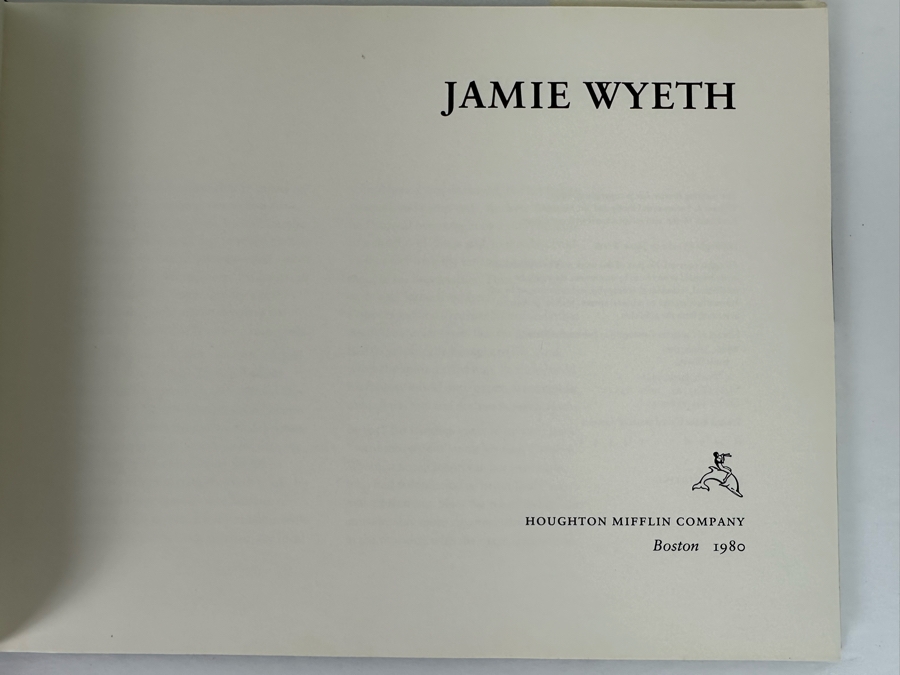 JAMIE WYETH
HOUGHTON MIFFLIN COMPANY
Boston 1980